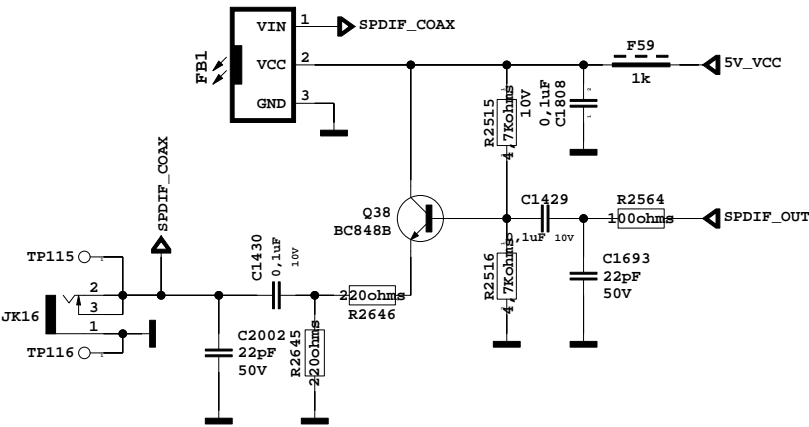 VIN
1
SPDIF_COAX
FB1
VCC
2
GND
3
F59
1k
5V_VCC
R2515
4,7Kohms
10V
0,1uF
C1808
SPDIF_COAX
Q38
BC848B
C1429
0,1uF
10V
R2564
100ohms
SPDIF_OUT
R2516
4,7Kohms
C1693
22pF
50V
TP115
C1430
0,1uF
10V
220ohms
R2646
JK16
2
3
1
TP116
C2002
22pF
50V
R2645
220ohms